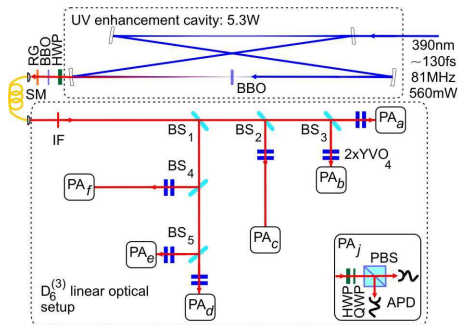 UV enhancement cavity: 5.3W
RG
BBO
HWP
390nm
~130fs
81MHz
560mW
BBO
SM
IF
BS1
BS2
BS3
PAa
2xYVO4
PAb
BS4
PAf
PAc
BS5
PAe
PAd
D6(3) linear optical
setup
PAj
PBS
HWP
QWP
APD